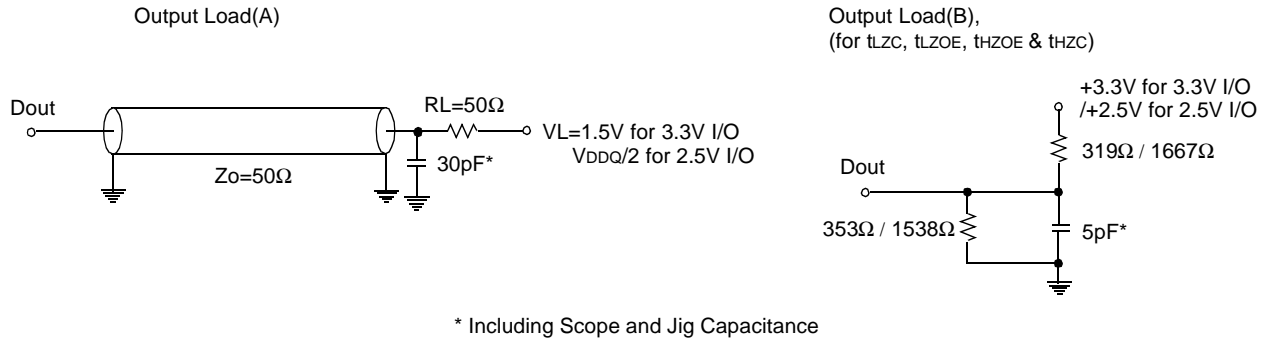 Output Load(A)
Dout
Zo=50Ω
RL=50Ω
30pF*
VL=1.5V for 3.3V I/O
VDDQ/2 for 2.5V I/O
Output Load(B),
(for tLZC, tLZOE, tHZOE & tHZC)
+3.3V for 3.3V I/O
/+2.5V for 2.5V I/O
319Ω / 1667Ω
Dout
353Ω / 1538Ω
5pF*
* Including Scope and Jig Capacitance